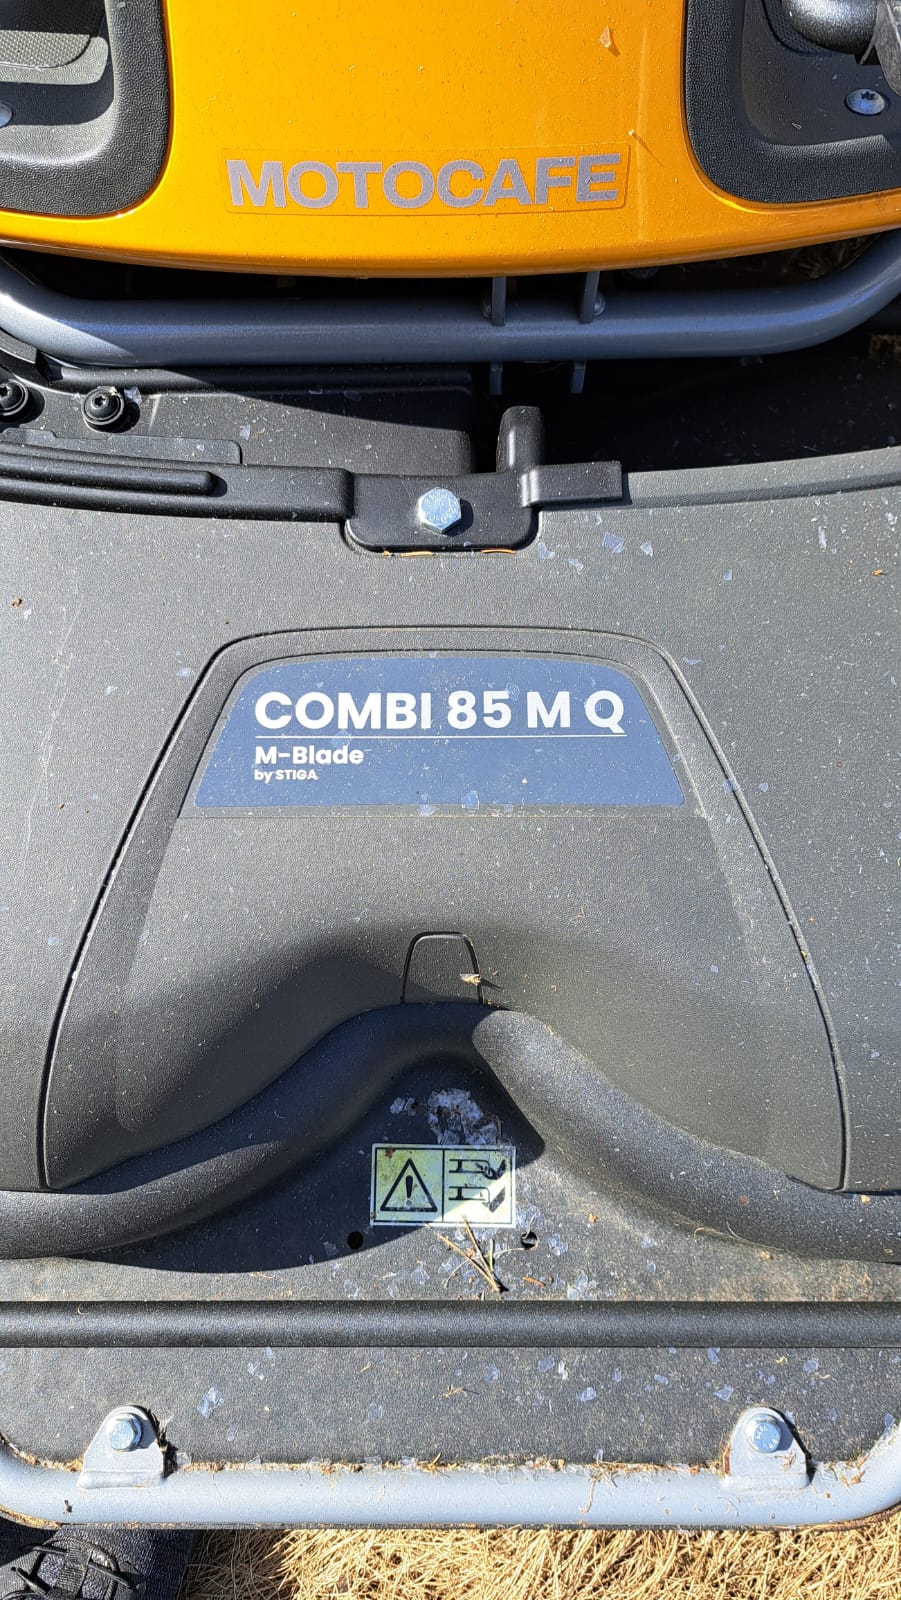 MOTOCAFE
COMBI 85 M Q
M-Blade
by STIGA